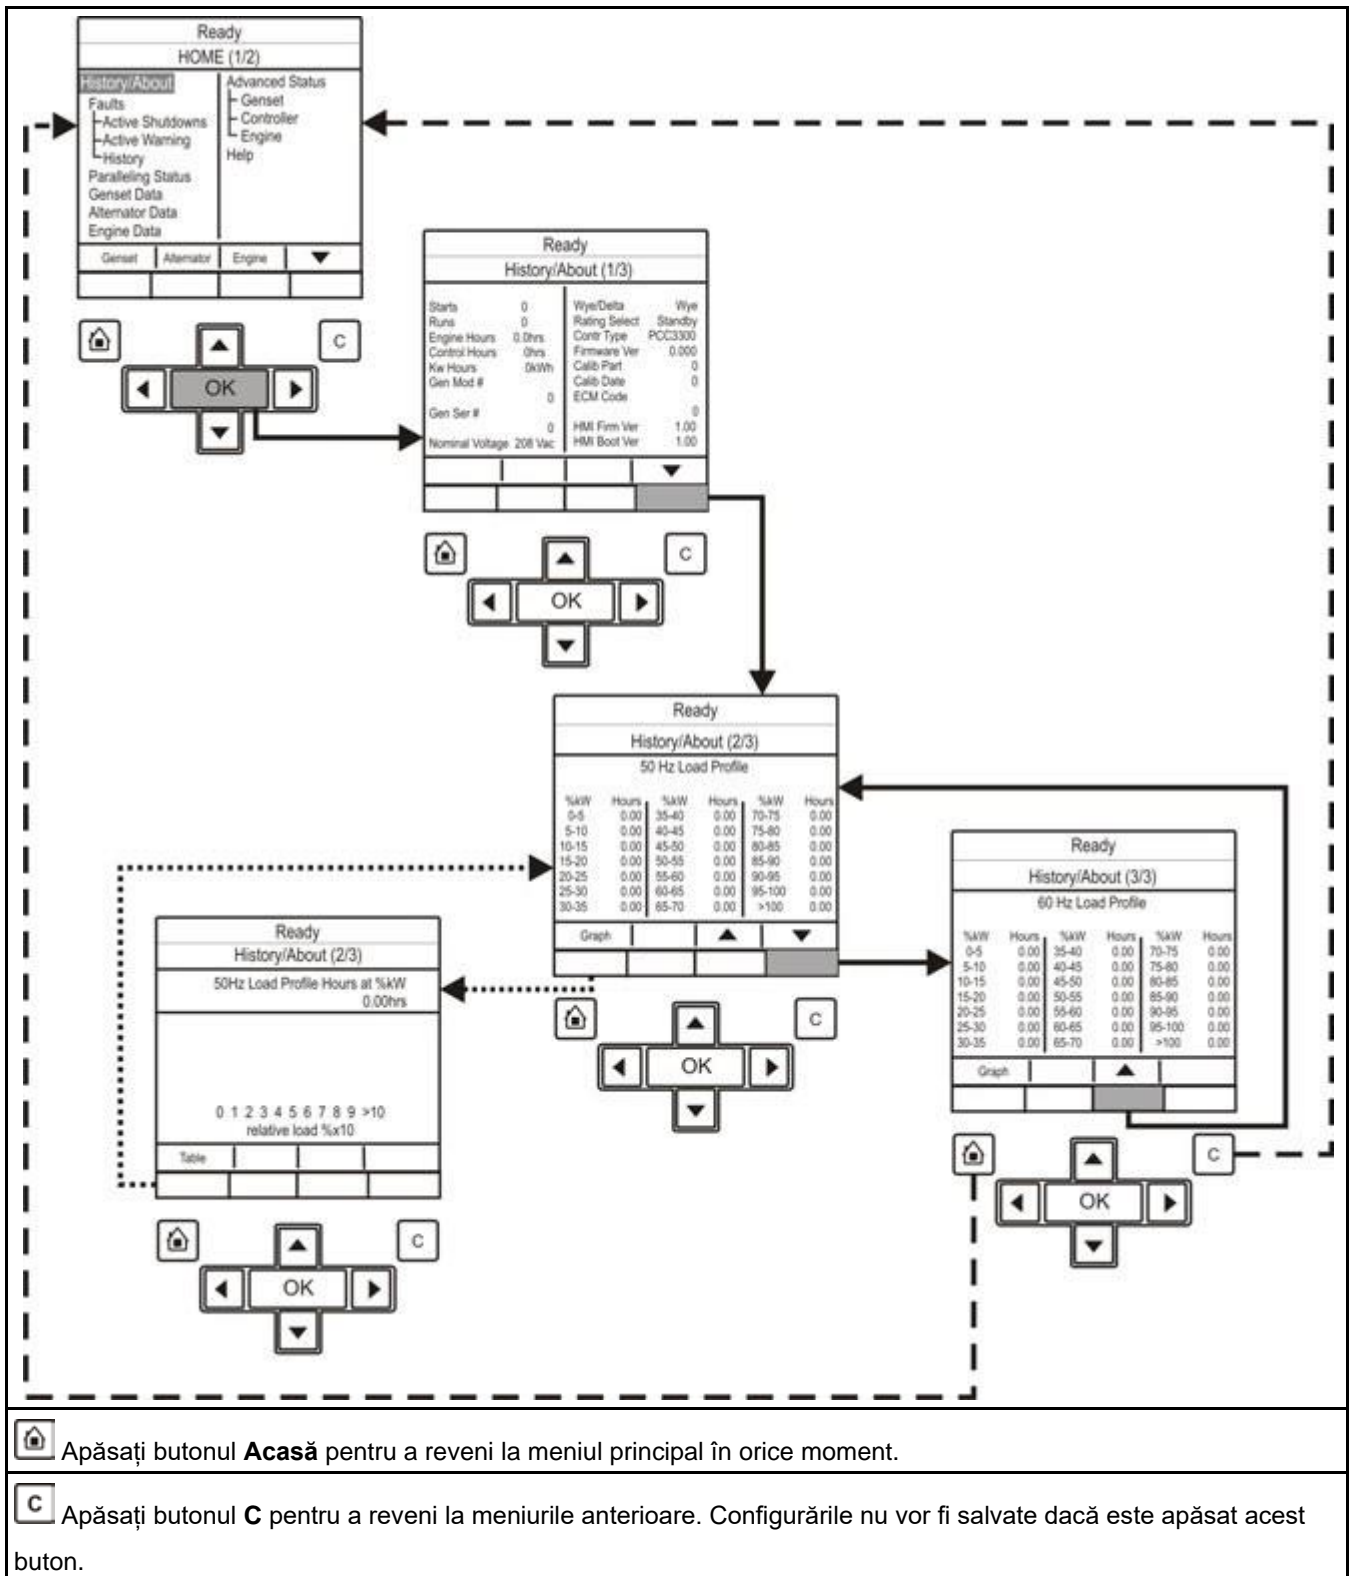 Ready
HOME (1/2)
History/About
Faults
Active Shutdowns
Active Warning
History
Paralleling Status
Genset Data
Alternator Data
Engine Data
Advanced Status
Genset
Controller
Engine
Help
Genset Alternator Engine ▼
C
▲
◀ OK ▶
▼
Ready
History/About (1/3)
Starts 0
Runs 0
Engine Hours 0.0hrs
Control Hours 0hrs
Kw Hours 0kWh
Gen Mod #
0
Gen Ser #
0
Nominal Voltage 208 Vac
Wye/Delta Wye
Rating Select Standby
Contr Type PCC3300
Firmware Ver 0.000
Calib Part 0
Calib Date 0
ECM Code
0
HMI Firm Ver 1.00
HMI Boot Ver 1.00
▼
C
▲
◀ OK ▶
▼
Ready
History/About (2/3)
50 Hz Load Profile
%kW Hours %kW Hours %kW Hours
0-5 0.00 35-40 0.00 70-75 0.00
5-10 0.00 40-45 0.00 75-80 0.00
10-15 0.00 45-50 0.00 80-85 0.00
15-20 0.00 50-55 0.00 85-90 0.00
20-25 0.00 55-60 0.00 90-95 0.00
25-30 0.00 60-65 0.00 95-100 0.00
30-35 0.00 65-70 0.00 >100 0.00
Graph ▲ ▼
C
▲
◀ OK ▶
▼
Ready
History/About (3/3)
60 Hz Load Profile
%kW Hours %kW Hours %kW Hours
0-5 0.00 35-40 0.00 70-75 0.00
5-10 0.00 40-45 0.00 75-80 0.00
10-15 0.00 45-50 0.00 80-85 0.00
15-20 0.00 50-55 0.00 85-90 0.00
20-25 0.00 55-60 0.00 90-95 0.00
25-30 0.00 60-65 0.00 95-100 0.00
30-35 0.00 65-70 0.00 >100 0.00
Graph ▲
C
▲
◀ OK ▶
▼
Ready
History/About (2/3)
50Hz Load Profile Hours at %kW
0.00hrs
0 1 2 3 4 5 6 7 8 9 >10
relative load %x10
Table
C
▲
◀ OK ▶
▼
Apăsați butonul Acasă pentru a reveni la meniul principal în orice moment.
C Apăsați butonul C pentru a reveni la meniurile anterioare. Configurările nu vor fi salvate dacă este apăsat acest
buton.